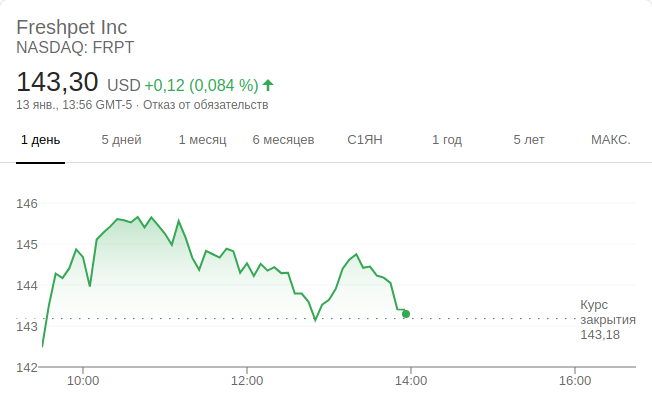 Freshpet Inc
NASDAQ: FRPT
143,30 USD +0,12 (0,084 %)
13 янв., 13:56 GMT-5 · Отказ от обязательств
1 день 5 дней 1 месяц 6 месяцев С1ЯН 1 год 5 лет МАКС.
146
145
144
143
142
Курс
закрытия
143,18
10:00 12:00 14:00 16:00